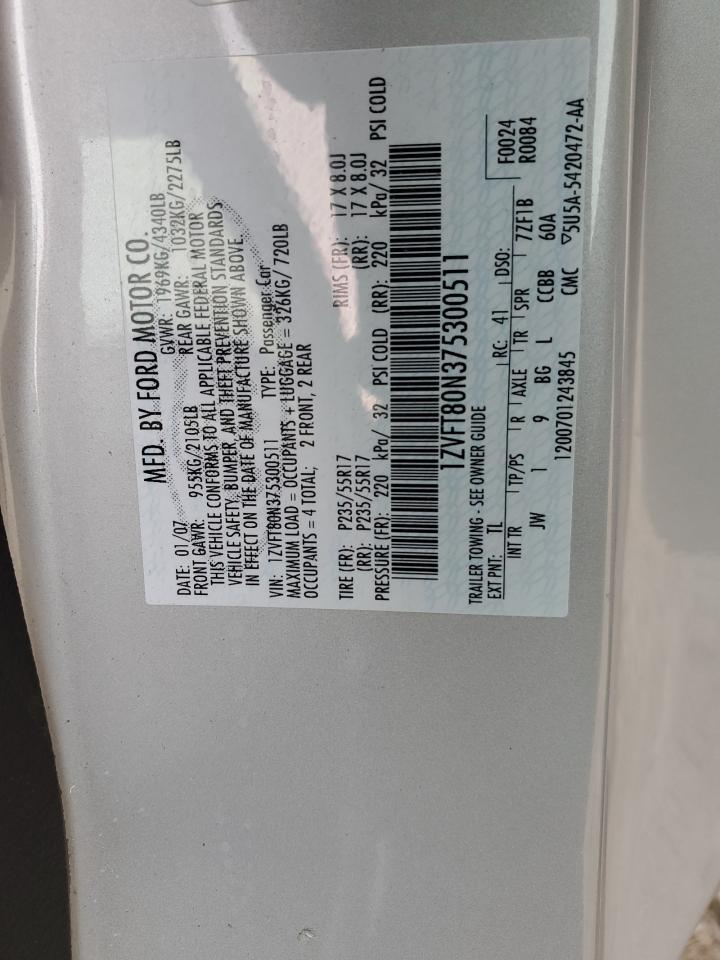 MFD. BY FORD MOTOR CO.
DATE: 01/07 GVWR: 1969KG/4340LB
FRONT GAWR: 955KG/2105LB REAR GAWR: 1032KG/2275LB
THIS VEHICLE CONFORMS TO ALL APPLICABLE FEDERAL MOTOR
VEHICLE SAFETY, BUMPER, AND THEFT PREVENTION STANDARDS
IN EFFECT ON THE DATE OF MANUFACTURE SHOWN ABOVE.
VIN: 1ZVFT80N375300511 TYPE: Passenger Car
MAXIMUM LOAD = OCCUPANTS + LUGGAGE = 326KG/720LB
OCCUPANTS = 4 TOTAL; 2 FRONT, 2 REAR
TIRE (FR): P235/55R17 RIMS (FR): 17 X 8.0J
(RR): P235/55R17 (RR): 17 X 8.0J
PRESSURE (FR): 220 kPa/ 32 PSI COLD (RR): 220 kPa/ 32 PSI COLD
1ZVFT80N375300511
TRAILER TOWING - SEE OWNER GUIDE
EXT PNT: TL RC: 41 DSO: F0024
R0084
INT TR TP/PS R AXLE TR SPR 7ZF1B
JW 1 9 BG L CCBB 60A
1200701243845 CMC ▽5U5A-5420472-AA